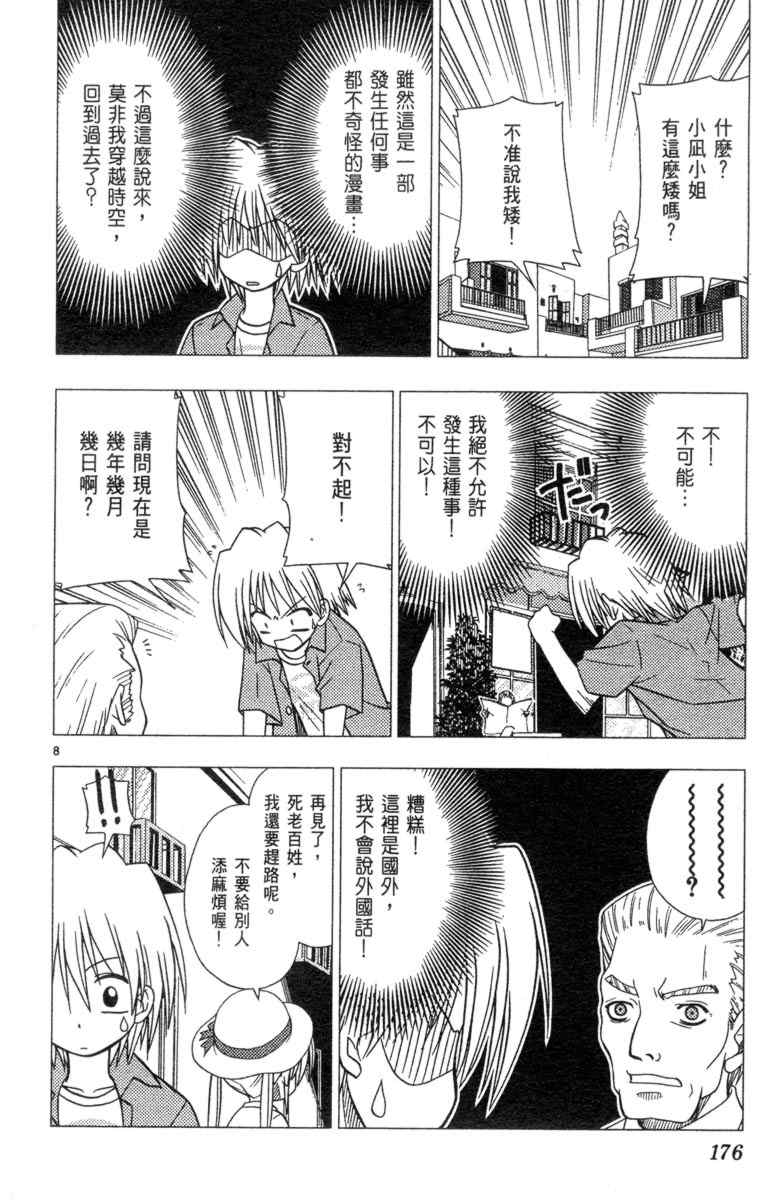 什麼？
小凪小姐
有這麼矮嗎？
不准說我矮！
雖然這是一部
發生任何事
都不奇怪的漫畫…
不過這麼說來，
莫非我穿越時空，
回到過去了？
不！
不可能…
我絕不允許
發生這種事！
不可以！
だっ
對不起！
請問現在是
幾年幾月
幾日啊？
8
～～～～～
～～～～～？
糟糕！
這裡是國外，
我不會說外國話！
再見了，
死老百姓，
我還要趕路呢。
不要給別人
添麻煩喔！
!!
176